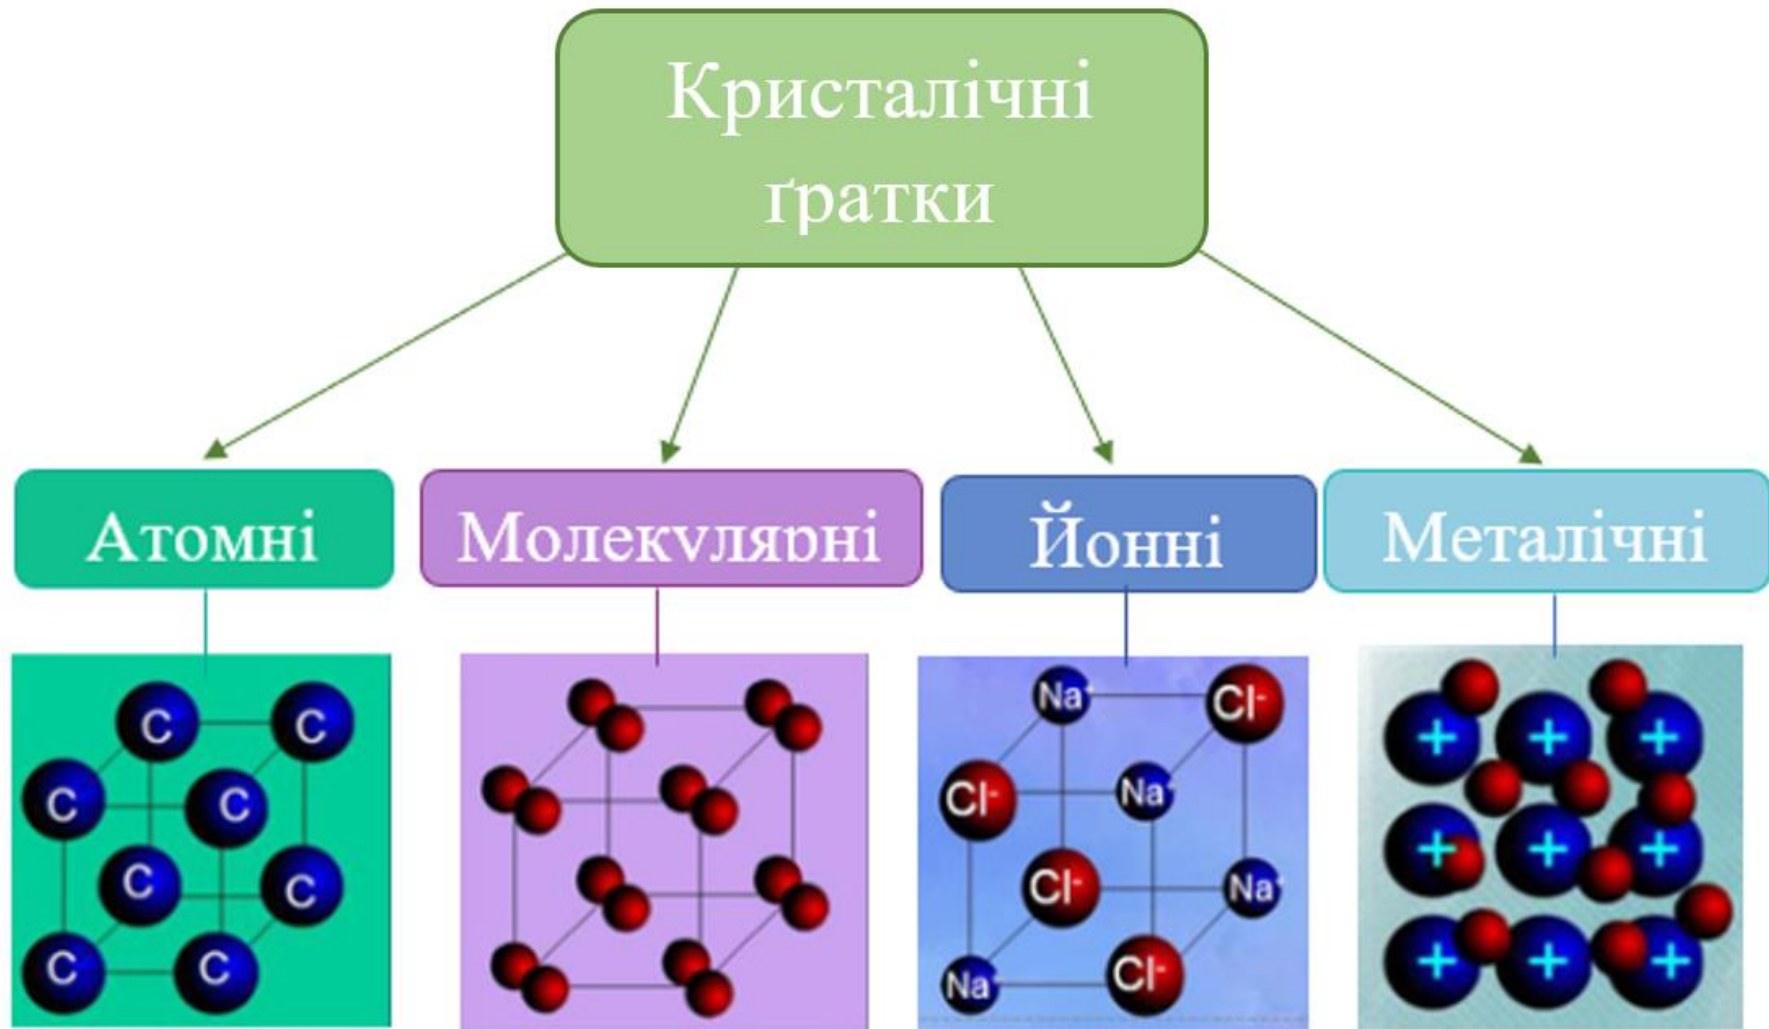 Кристалічні
ґратки
Атомні
Молекулярні
Йонні
Металічні
C C
C C
C C
C C
Na⁺ Cl⁻
Cl⁻ Na⁺
Cl⁻ Na⁺
Na⁺ Cl⁻
+ + +
+ + +
+ + +